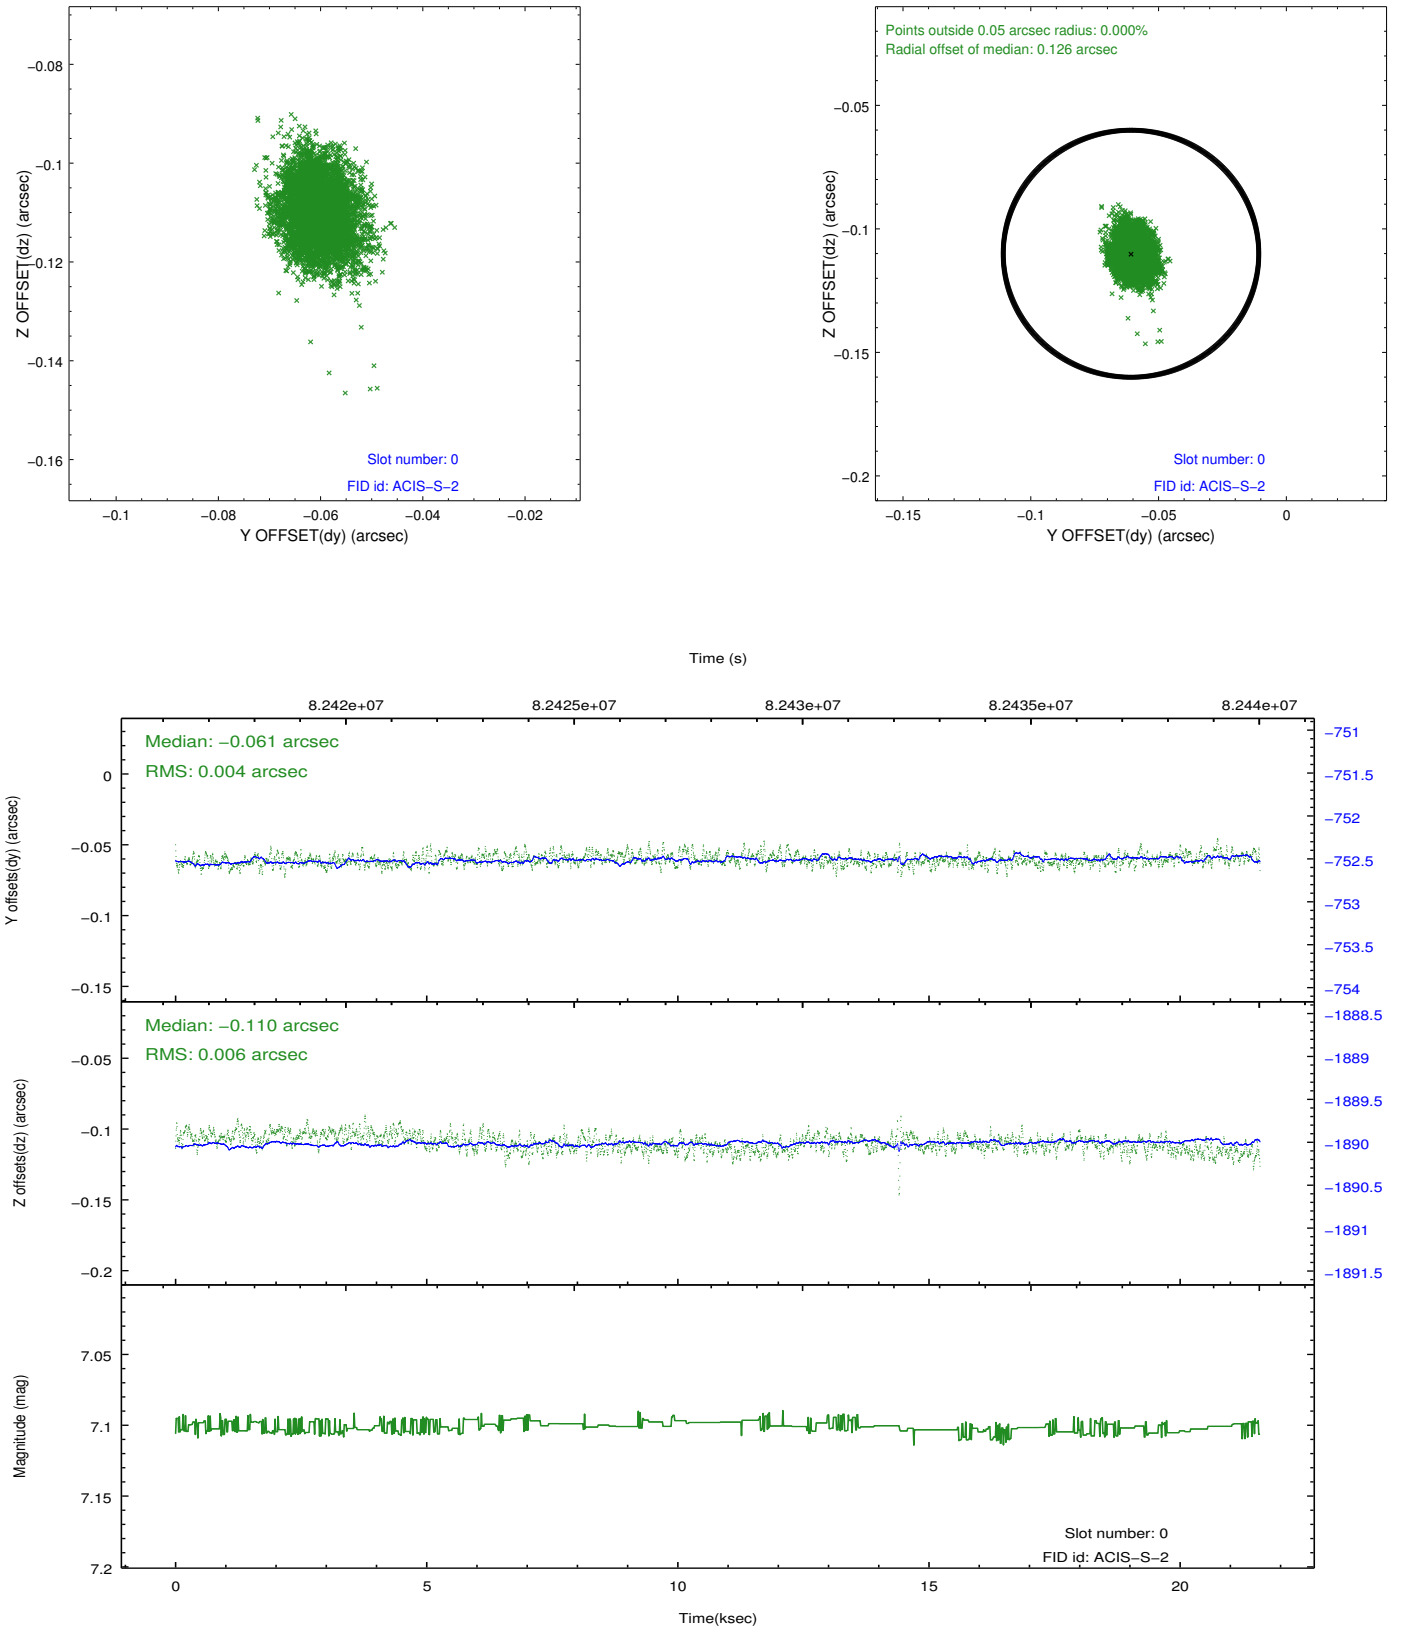 −0.08
−0.1
−0.12
−0.14
−0.16
Z OFFSET(dz) (arcsec)
Slot number: 0
FID id: ACIS−S−2
−0.1
−0.08
−0.06
−0.04
−0.02
Y OFFSET(dy) (arcsec)
Points outside 0.05 arcsec radius: 0.000%
Radial offset of median: 0.126 arcsec
−0.05
−0.1
−0.15
−0.2
Z OFFSET(dz) (arcsec)
Slot number: 0
FID id: ACIS−S−2
−0.15
−0.1
−0.05
0
Y OFFSET(dy) (arcsec)
Time (s)
8.242e+07
8.2425e+07
8.243e+07
8.2435e+07
8.244e+07
Median: −0.061 arcsec
RMS: 0.004 arcsec
0
−0.05
−0.1
−0.15
Y offsets(dy) (arcsec)
−751
−751.5
−752
−752.5
−753
−753.5
−754
Median: −0.110 arcsec
RMS: 0.006 arcsec
−0.05
−0.1
−0.15
−0.2
Z offsets(dz) (arcsec)
−1888.5
−1889
−1889.5
−1890
−1890.5
−1891
−1891.5
7.05
7.1
7.15
7.2
Magnitude (mag)
Slot number: 0
FID id: ACIS−S−2
0
5
10
15
20
Time(ksec)